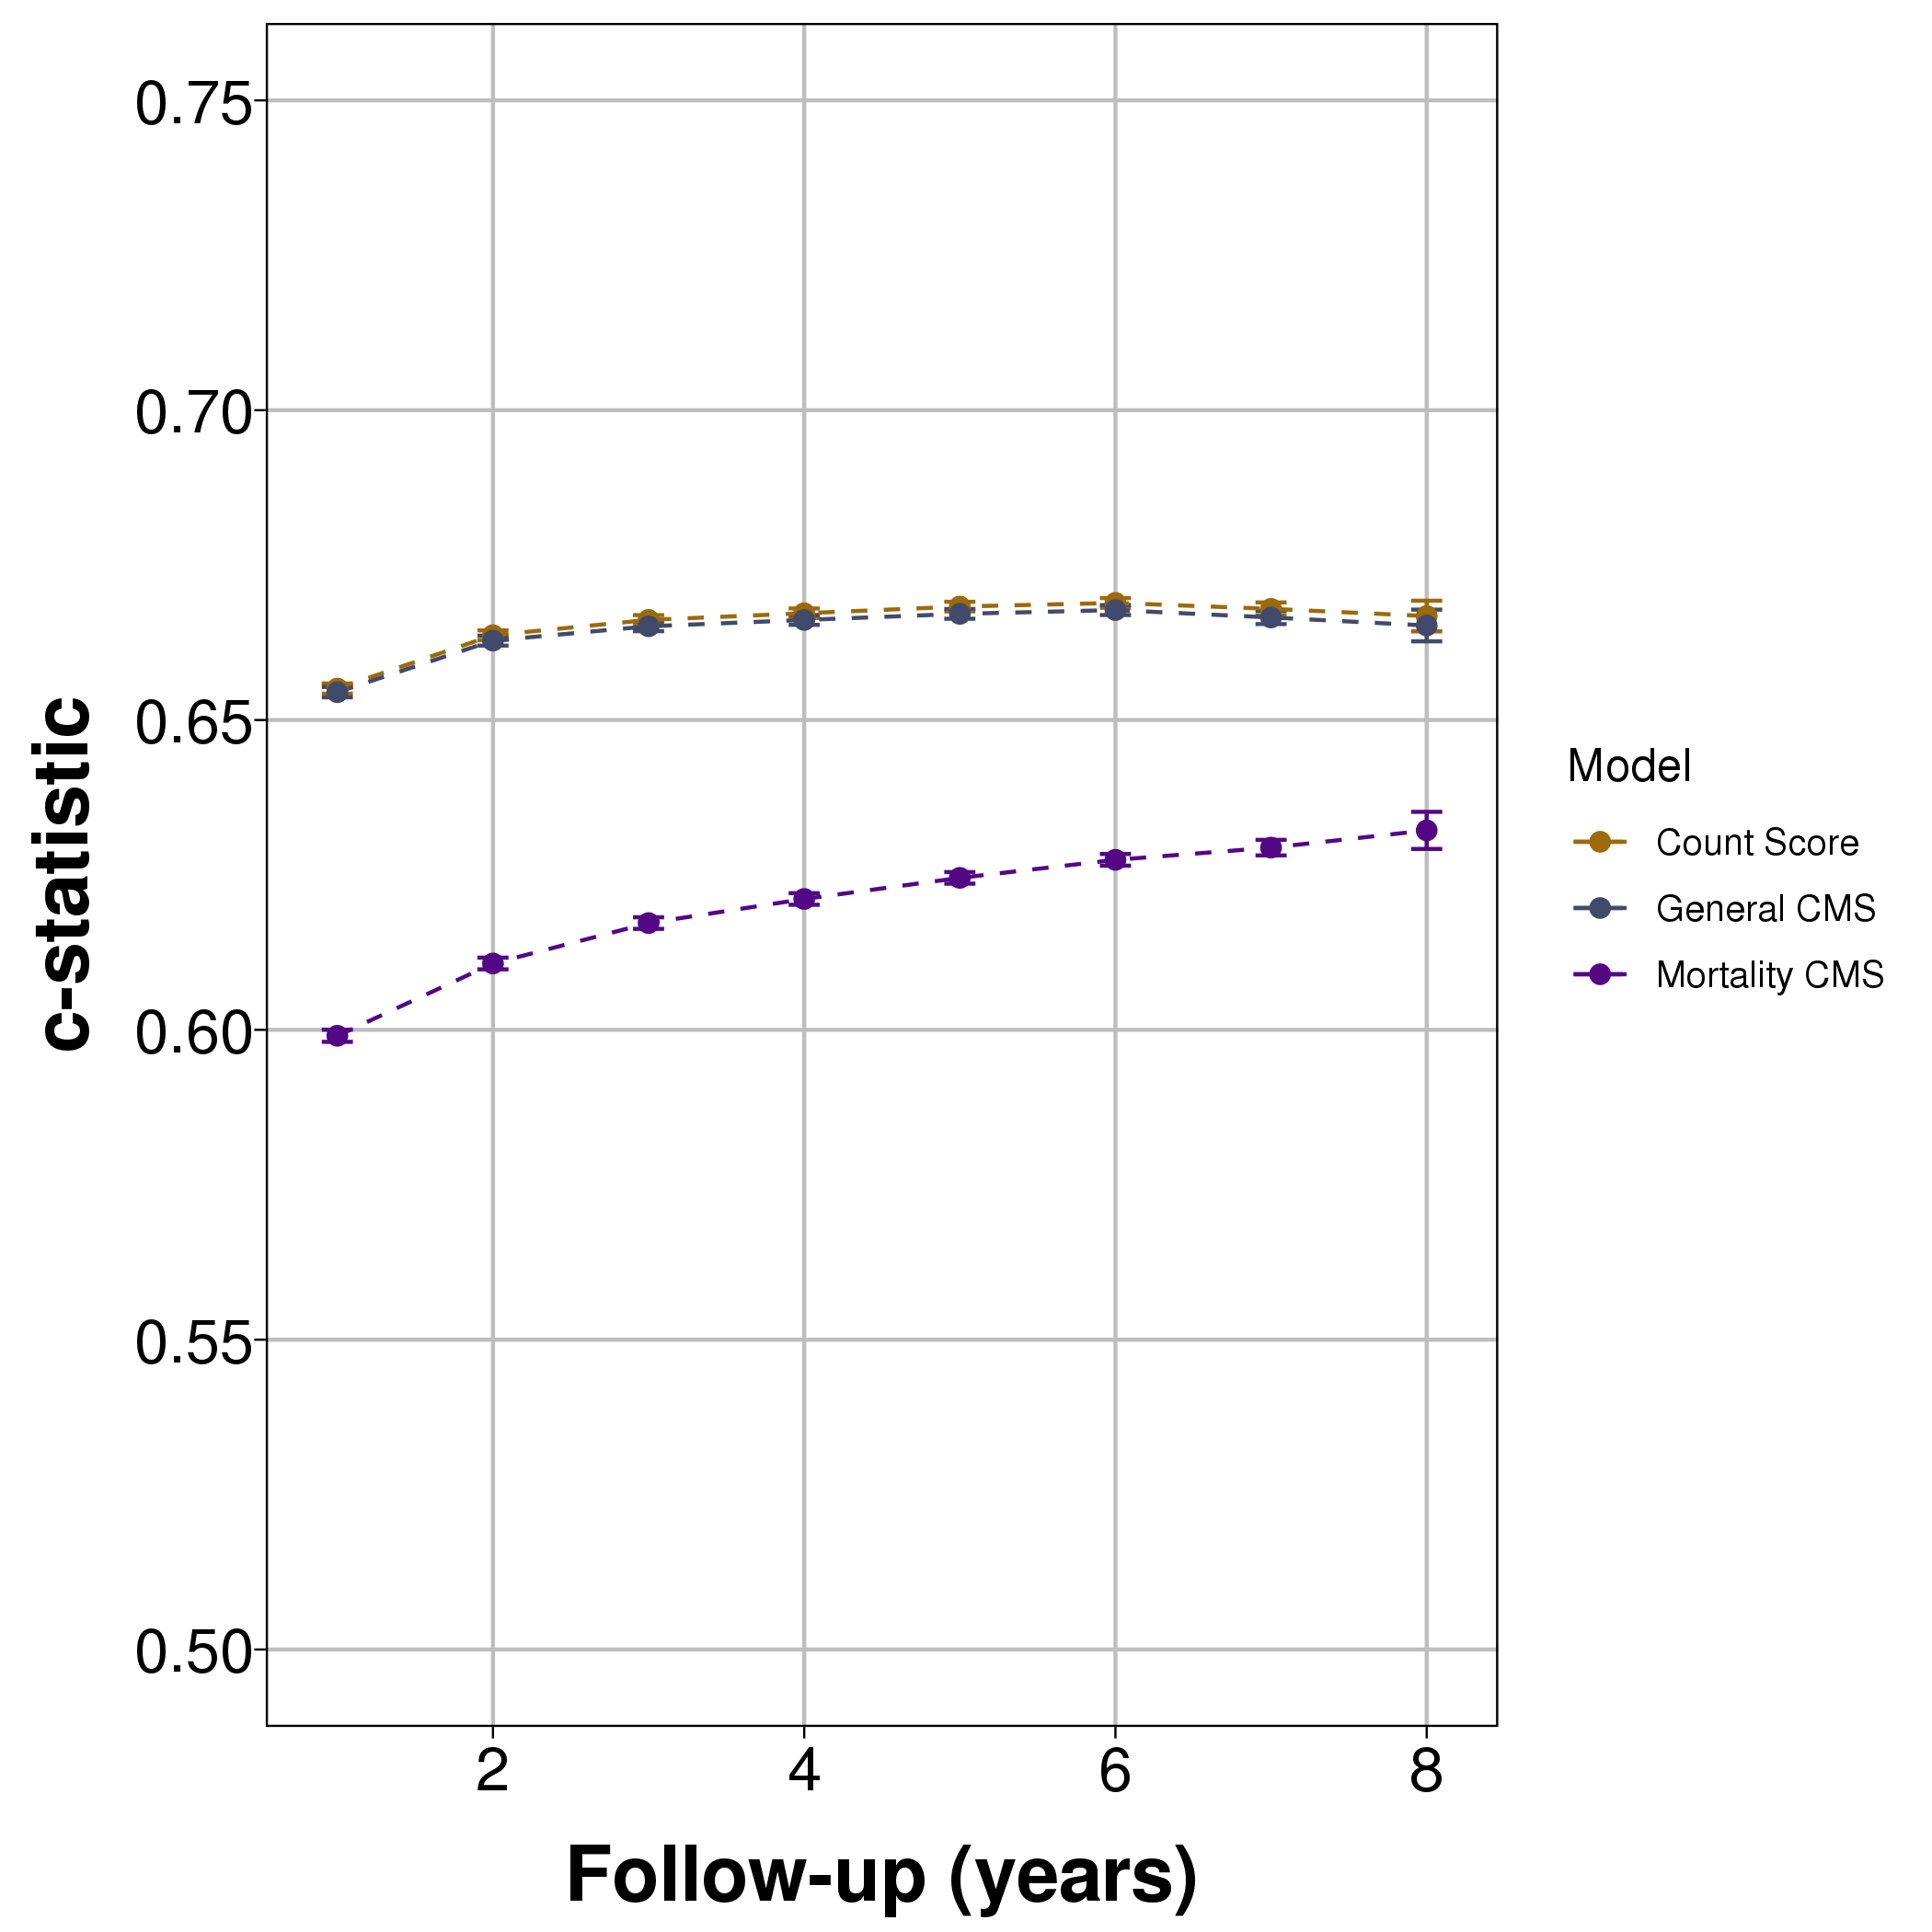 c-statistic
0.75
0.70
0.65
0.60
0.55
0.50
2 4 6 8
Follow-up (years)
Model
Count Score
General CMS
Mortality CMS